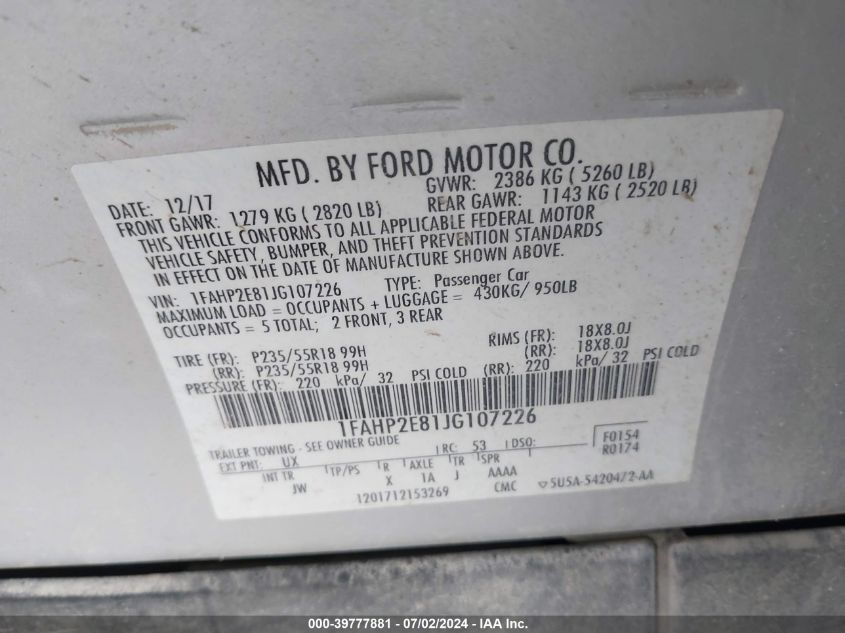 MFD. BY FORD MOTOR CO.
DATE: 12/17 GVWR: 2386 KG ( 5260 LB)
FRONT GAWR: 1279 KG ( 2820 LB) REAR GAWR: 1143 KG ( 2520 LB)
THIS VEHICLE CONFORMS TO ALL APPLICABLE FEDERAL MOTOR
VEHICLE SAFETY, BUMPER, AND THEFT PREVENTION STANDARDS
IN EFFECT ON THE DATE OF MANUFACTURE SHOWN ABOVE.
VIN: 1FAHP2E81JG107226 TYPE: Passenger Car
MAXIMUM LOAD = OCCUPANTS + LUGGAGE = 430KG/ 950LB
OCCUPANTS = 5 TOTAL; 2 FRONT, 3 REAR
TIRE (FR): P235/55R18 99H RIMS (FR): 18X8.0J
(RR): P235/55R18 99H (RR): 18X8.0J
PRESSURE (FR): 220 kPa/ 32 PSI COLD (RR): 220 kPa/ 32 PSI COLD
1FAHP2E81JG107226
TRAILER TOWING - SEE OWNER GUIDE RC: 53 DSO: F0154
EXT PNT: UX R0174
INT TR TP/PS R AXLE TR SPR
JW X 1A J AAAA
1201712153269 CMC 5U5A-5420472-AA
000-39777881 / 07/02/2024 - IAA Inc.